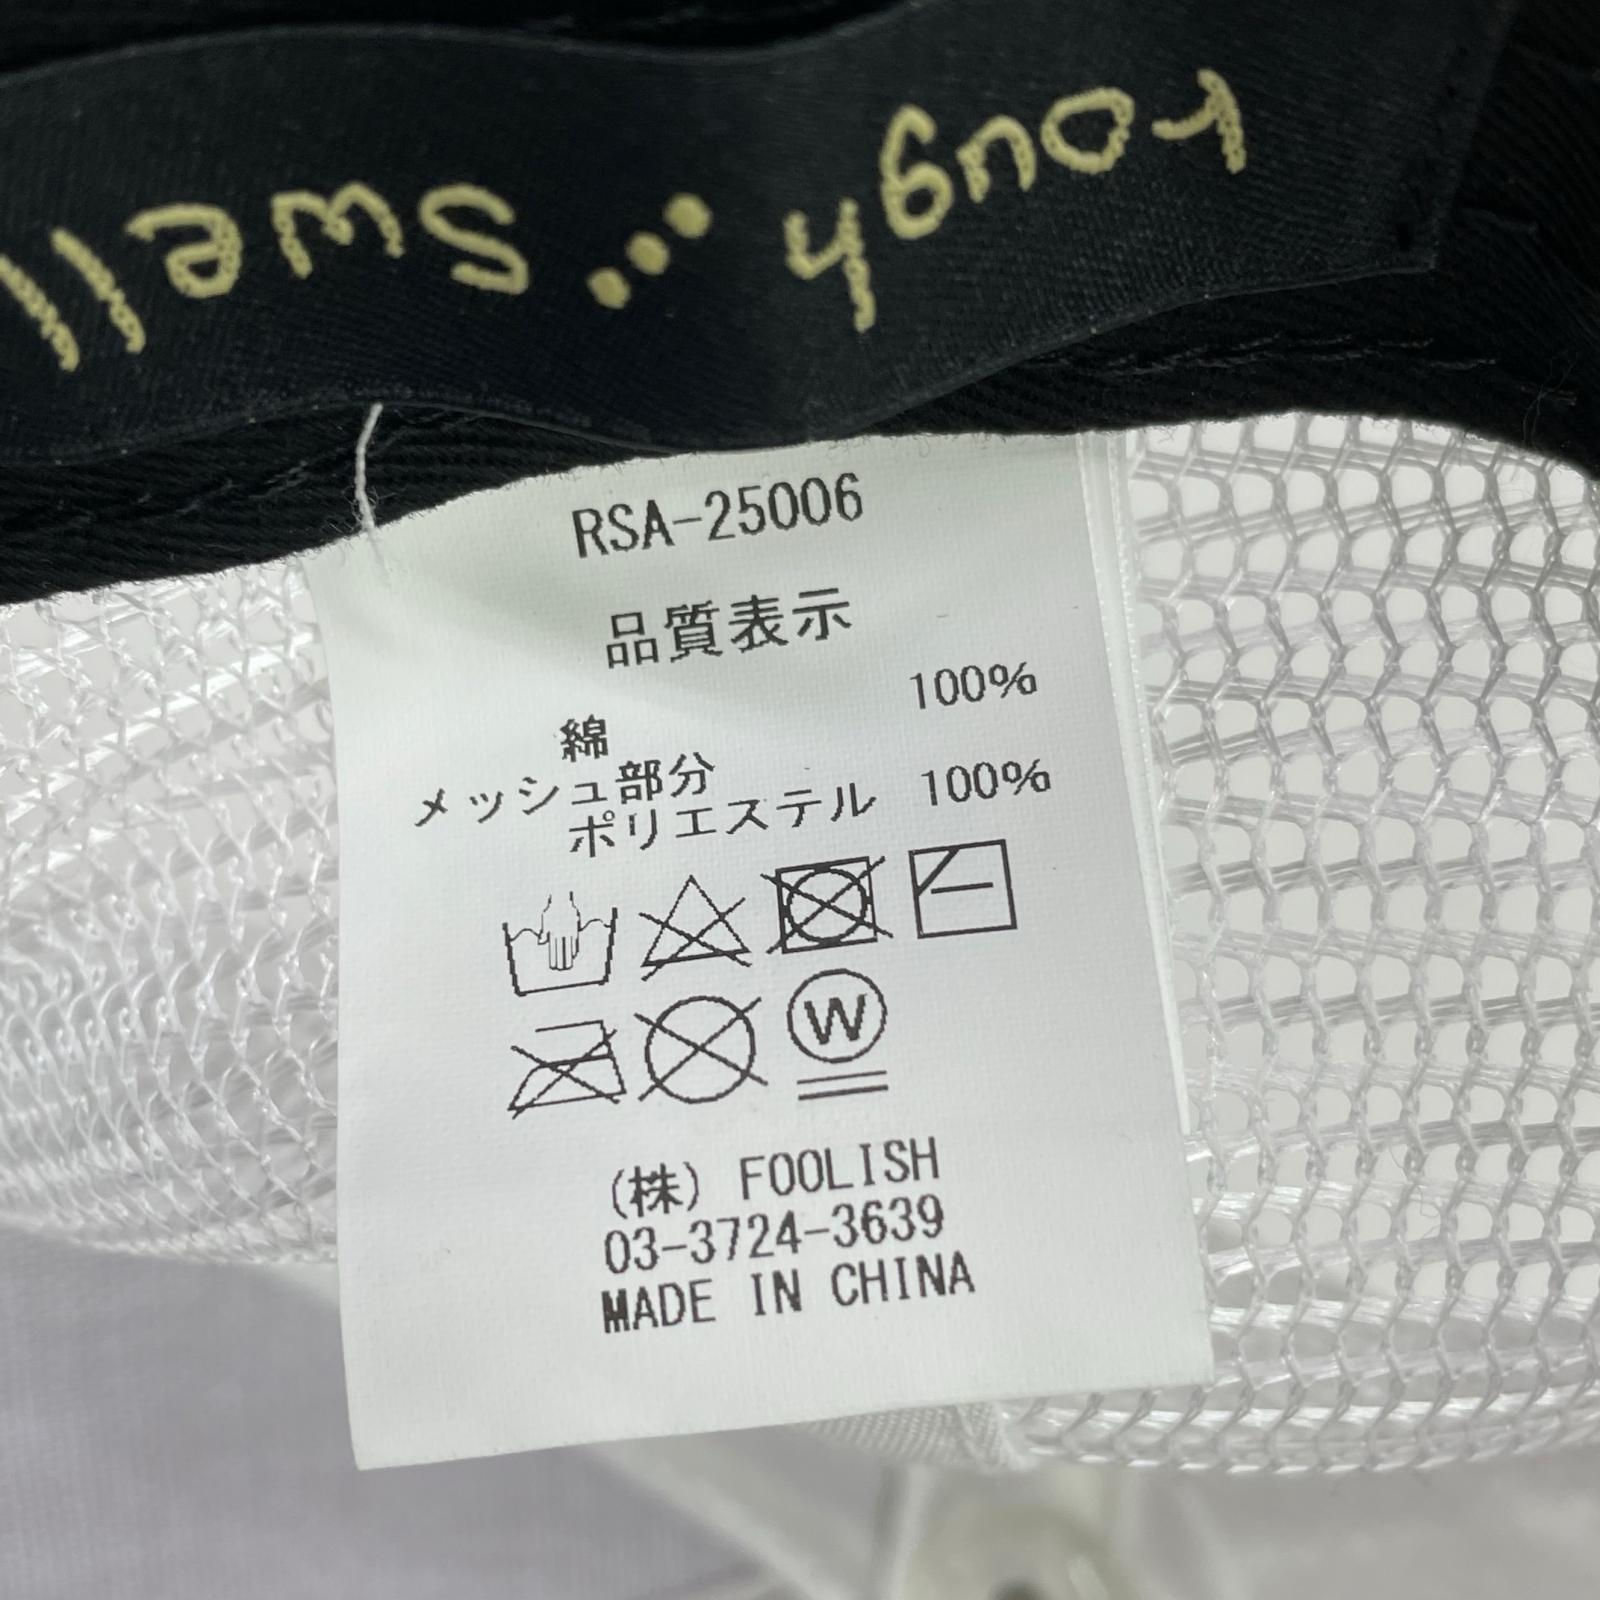 rough... Swell
RSA-25006
品質表示
綿 100%
メッシュ部分
ポリエステル 100%
W
(株) FOOLISH
03-3724-3639
MADE IN CHINA